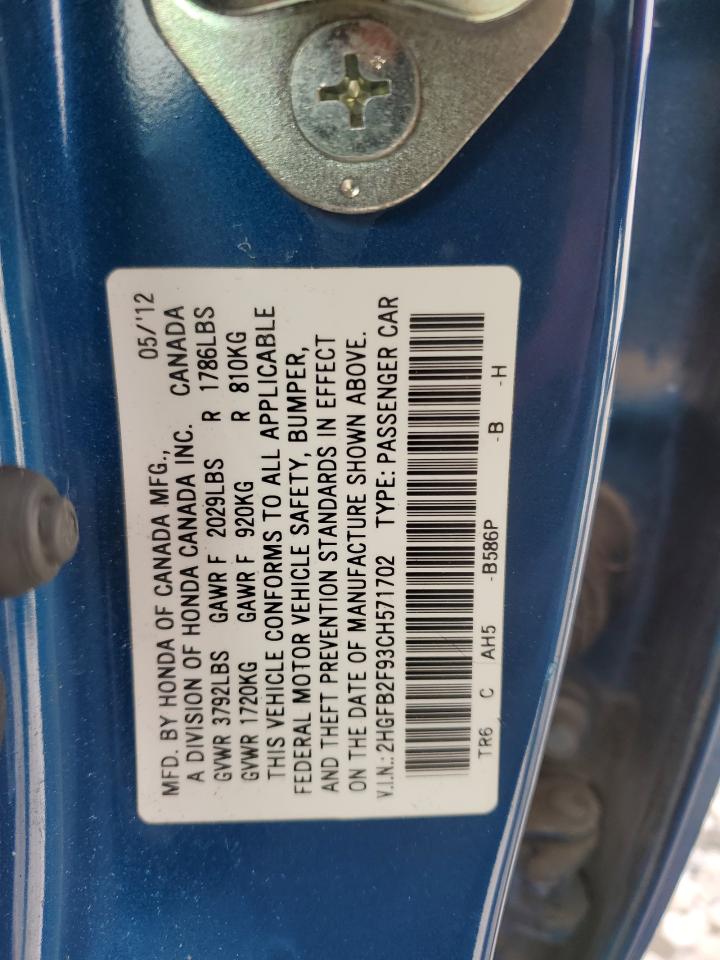 05/'12
MFD. BY HONDA OF CANADA MFG.,
A DIVISION OF HONDA CANADA INC. CANADA
GVWR 3792LBS GAWR F 2029LBS R 1786LBS
GVWR 1720KG GAWR F 920KG R 810KG
THIS VEHICLE CONFORMS TO ALL APPLICABLE
FEDERAL MOTOR VEHICLE SAFETY, BUMPER,
AND THEFT PREVENTION STANDARDS IN EFFECT
ON THE DATE OF MANUFACTURE SHOWN ABOVE.
V.I.N.: 2HGFB2F93CH571702 TYPE: PASSENGER CAR
TR6 C AH5 -B586P -B -H